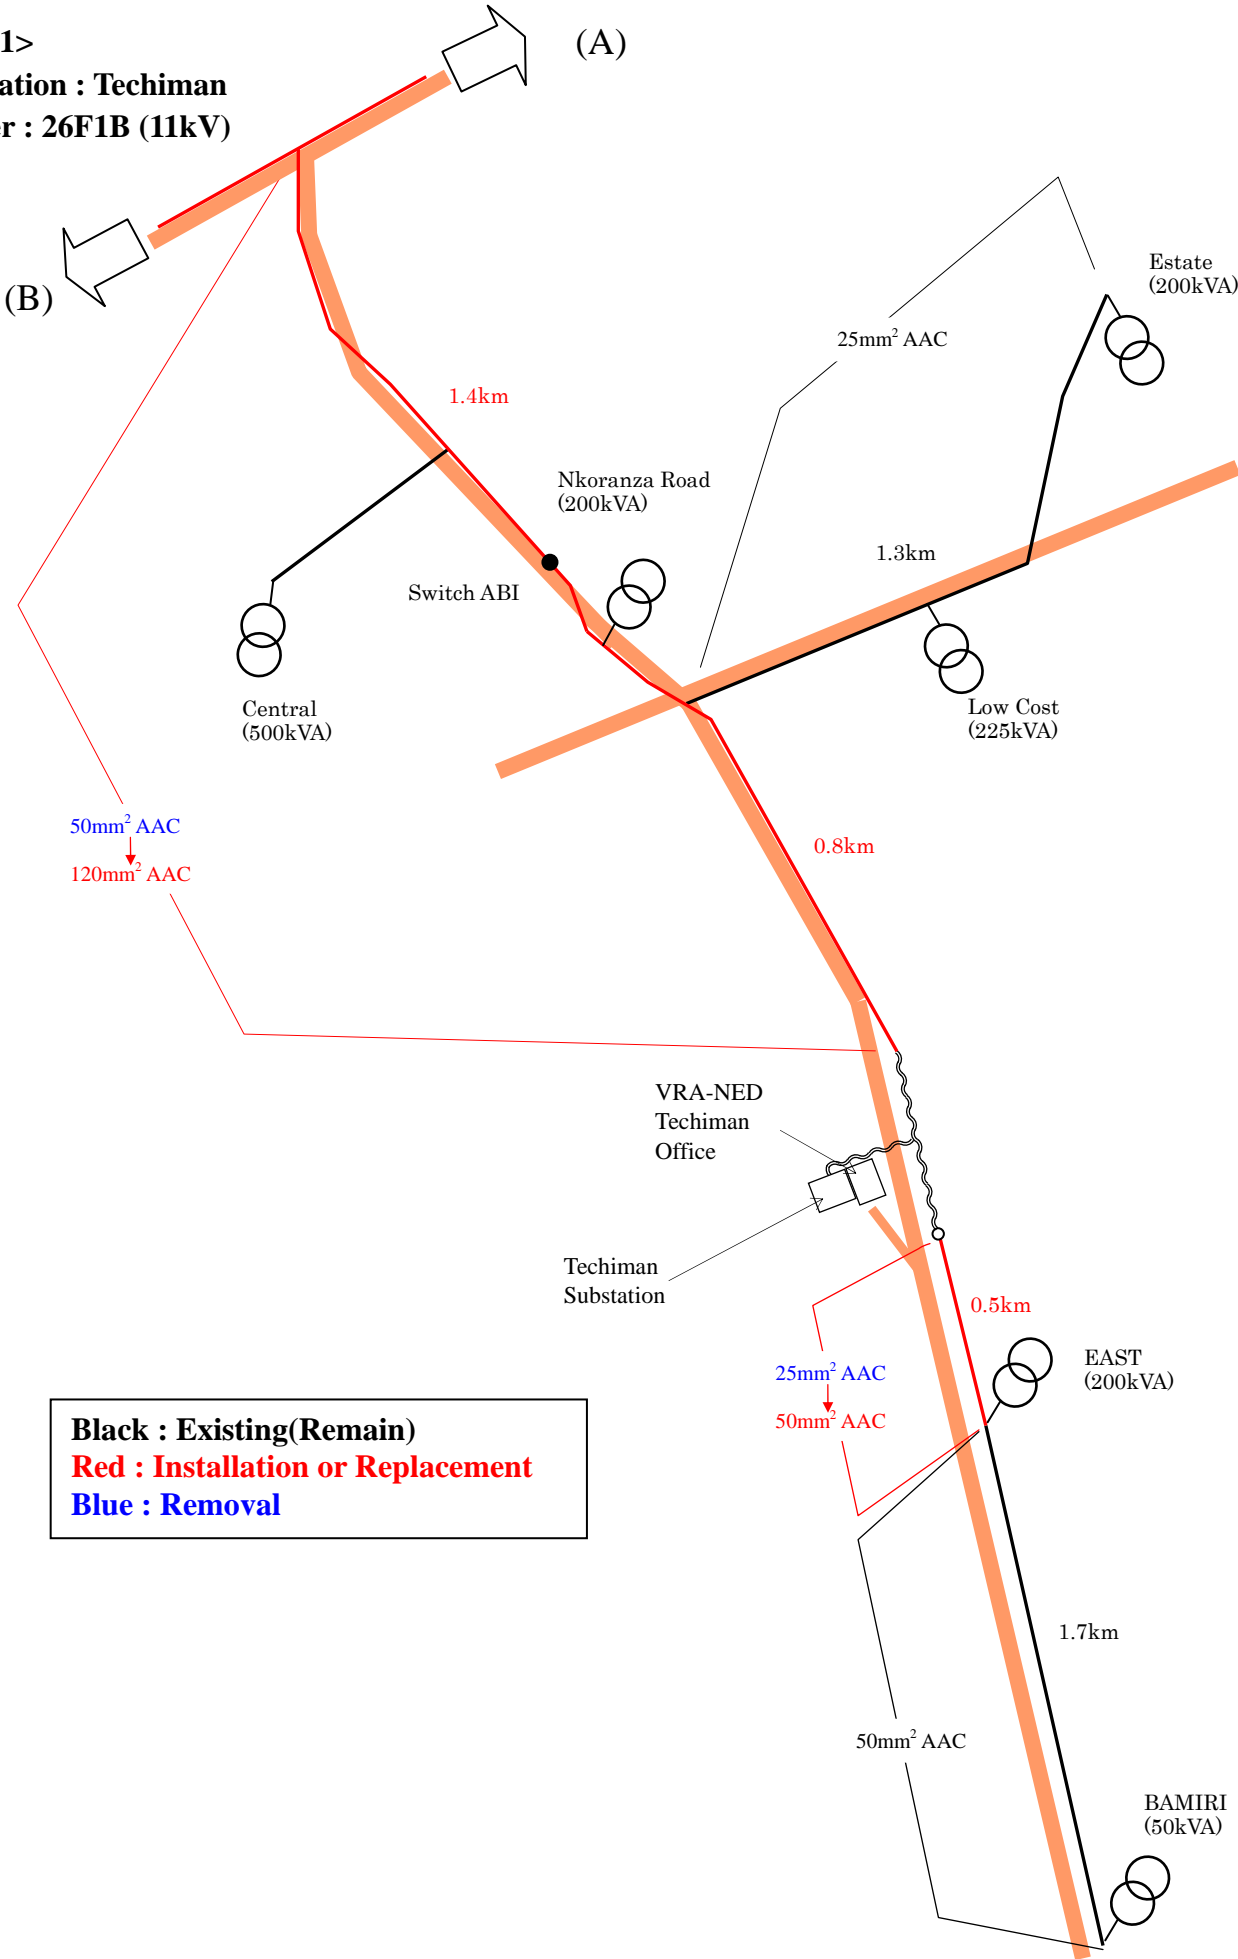 1>
ation : Techiman
er : 26F1B (11kV)
(A)
(B)
Estate
(200kVA)
25mm² AAC
1.4km
Nkoranza Road
(200kVA)
1.3km
Switch ABI
Central
(500kVA)
Low Cost
(225kVA)
50mm² AAC
120mm² AAC
0.8km
VRA-NED
Techiman
Office
Techiman
Substation
0.5km
EAST
(200kVA)
25mm² AAC
50mm² AAC
Black : Existing(Remain)
Red : Installation or Replacement
Blue : Removal
1.7km
50mm² AAC
BAMIRI
(50kVA)